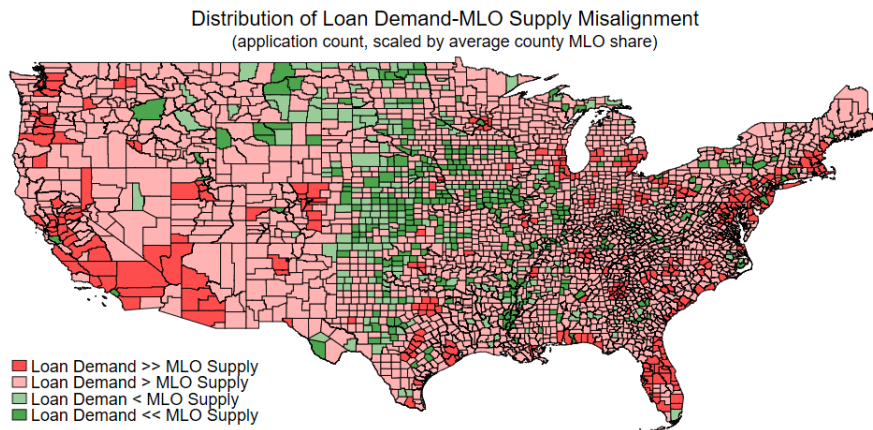 Distribution of Loan Demand-MLO Supply Misalignment
(application count, scaled by average county MLO share)
Loan Demand >> MLO Supply
Loan Demand > MLO Supply
Loan Deman < MLO Supply
Loan Demand << MLO Supply